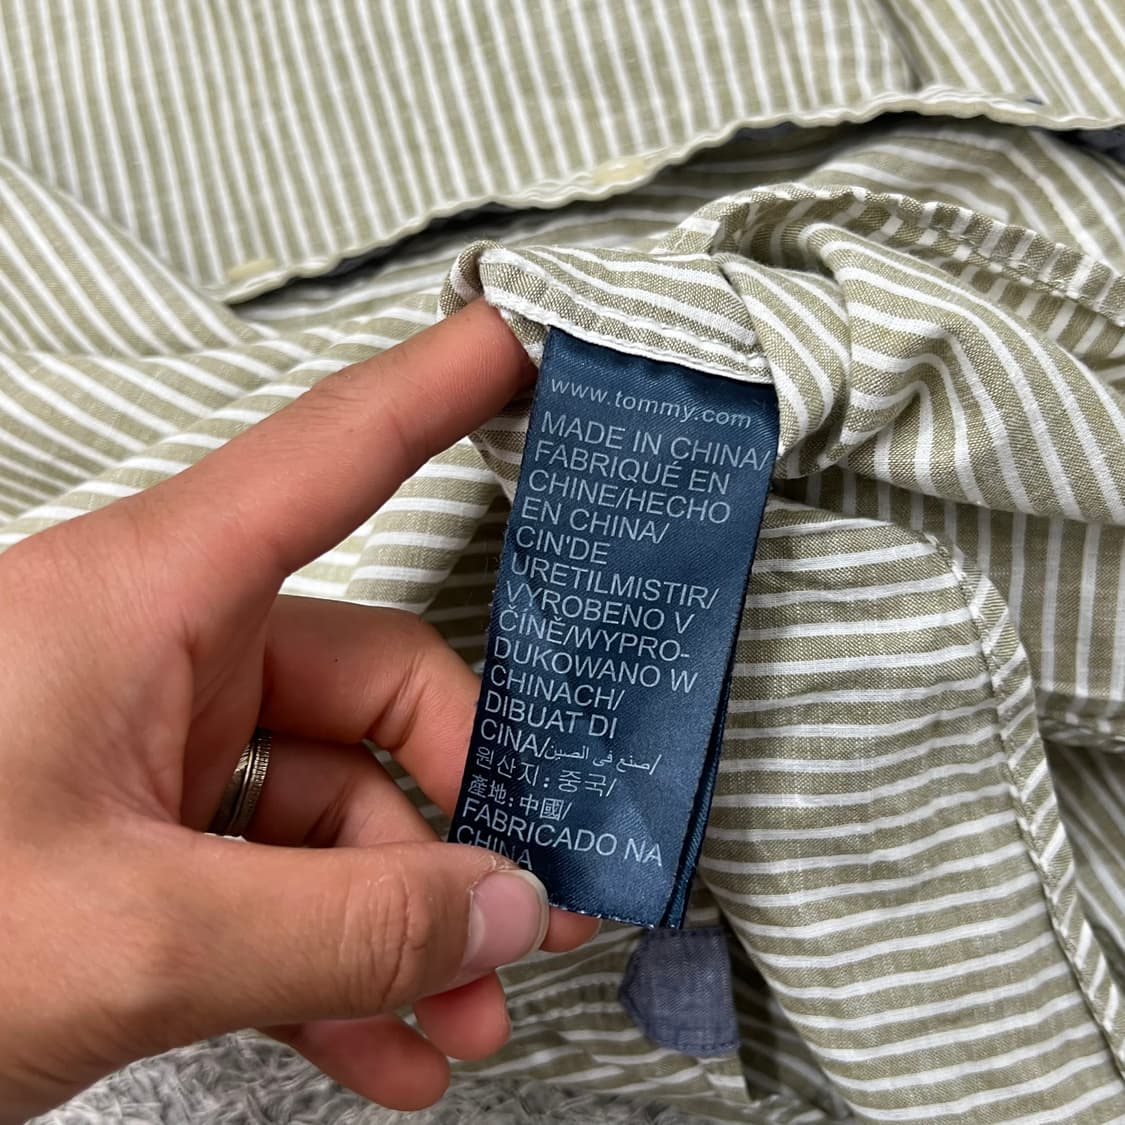 www.tommy.com
MADE IN CHINA/
FABRIQUÉ EN
CHINE/HECHO
EN CHINA/
CIN'DE
URETILMISTIR/
VYROBENO V
ČÍNĚ/WYPRO-
DUKOWANO W
CHINACH/
DIBUAT DI
CINA/صنع في الصين/
원산지: 중국/
產地: 中國/
FABRICADO NA
CHINA